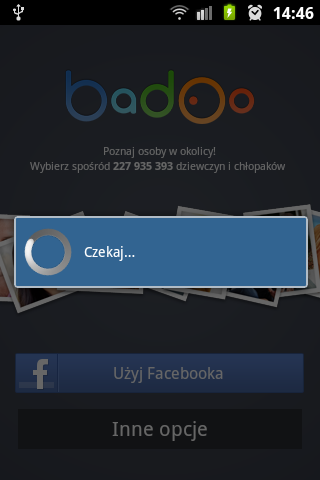 14:46
badoo
Poznaj osoby w okolicy!
Wybierz spośród 227 935 393 dziewczyn i chłopaków
Czekaj...
f Użyj Facebooka
Inne opcje